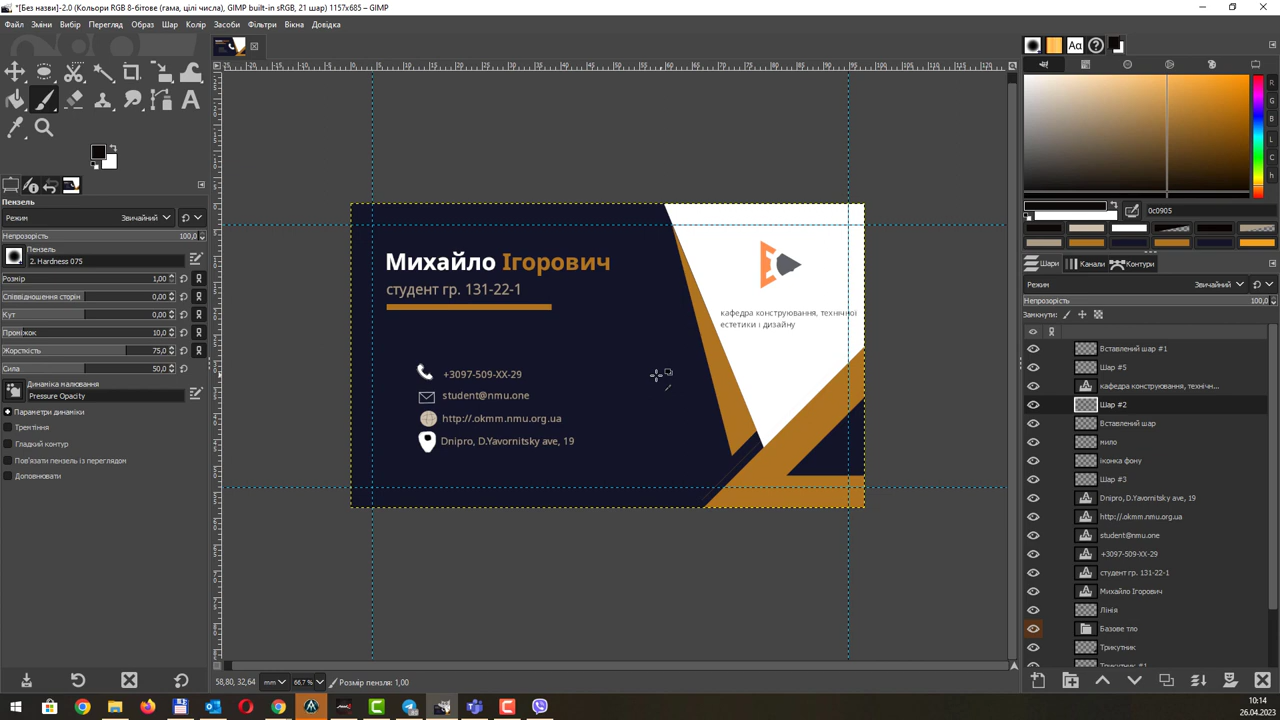 *[Без назви]-2.0 (Кольори RGB 8-бітове (гама, цілі числа), GIMP built-in sRGB, 21 шар) 1157x685 – GIMP
Файл Зміни Вибір Перегляд Образ Шар Колір Засоби Фільтри Вікна Довідка
Пензель
Режим Звичайний
Непрозорість 100,0
Пензель
2. Hardness 075
Розмір 1,00
Співвідношення сторін 0,00
Кут 0,00
Проміжок 10,0
Жорсткість 75,0
Сила 50,0
Динаміка малювання
Pressure Opacity
Параметри динаміки
Тремтіння
Гладкий контур
Пов'язати пензель із переглядом
Доповнювати
Михайло Ігорович
студент гр. 131-22-1
+3097-509-XX-29
student@nmu.one
http://.okmm.nmu.org.ua
Dnipro, D.Yavornitsky ave, 19
кафедра конструювання, технічної
естетики і дизайну
58,80, 32,64 mm 66,7 % Розмір пензля: 1,00
R
G
B
L
C
h
0c0905
Шари Канали Контури
Режим Звичайний
Непрозорість 100,0
Замкнути:
Вставлений шар #1
Шар #5
кафедра конструювання, технічн...
Шар #2
Вставлений шар
мило
іконка фону
Шар #3
Dnipro, D.Yavornitsky ave, 19
http://.okmm.nmu.org.ua
student@nmu.one
+3097-509-XX-29
студент гр. 131-22-1
Михайло Ігорович
Лінія
Базове тло
Трикутник
Трикутник #1
10:14
26.04.2023